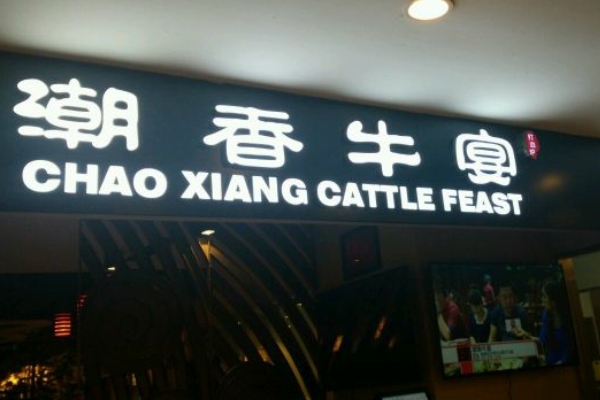 潮香牛宴
CHAO XIANG CATTLE FEAST